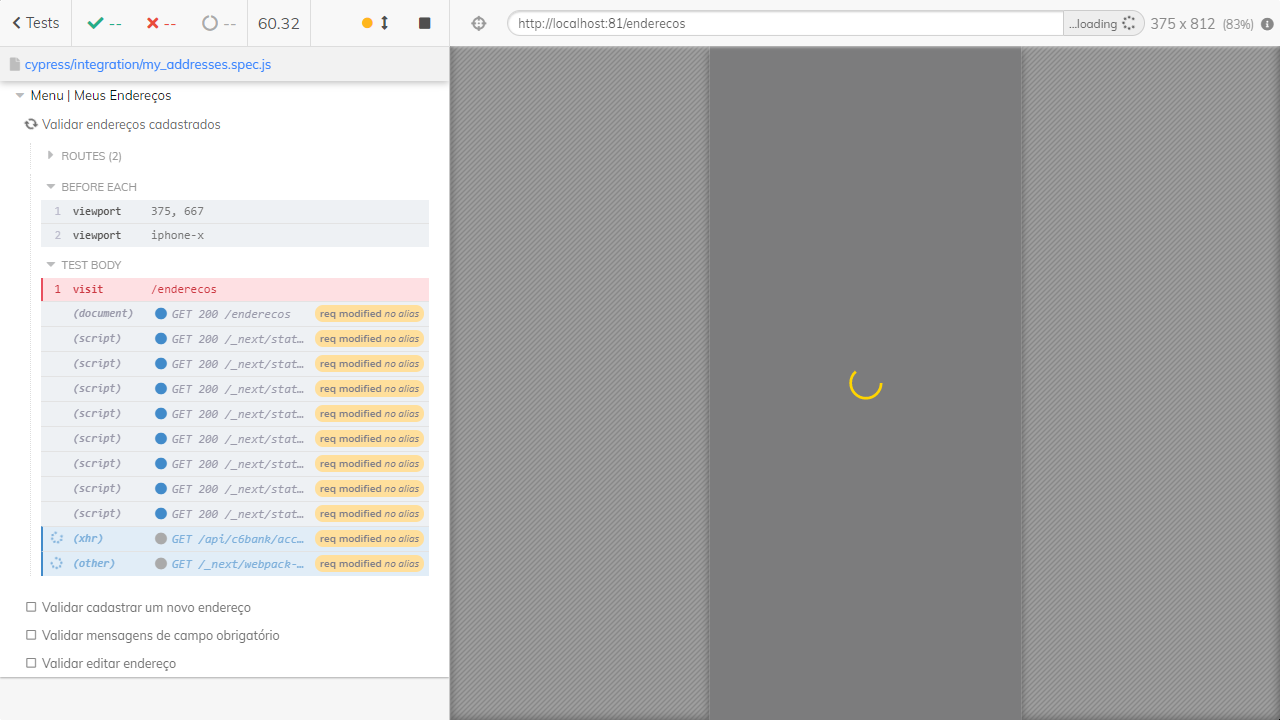 Tests -- -- -- 60.32 http://localhost:81/enderecos ...loading 375 x 812 (83%)
cypress/integration/my_addresses.spec.js
Menu | Meus Endereços
Validar endereços cadastrados
ROUTES (2)
BEFORE EACH
1 viewport 375, 667
2 viewport iphone-x
TEST BODY
1 visit /enderecos
(document) GET 200 /enderecos req modified no alias
(script) GET 200 /_next/stat… req modified no alias
(script) GET 200 /_next/stat… req modified no alias
(script) GET 200 /_next/stat… req modified no alias
(script) GET 200 /_next/stat… req modified no alias
(script) GET 200 /_next/stat… req modified no alias
(script) GET 200 /_next/stat… req modified no alias
(script) GET 200 /_next/stat… req modified no alias
(script) GET 200 /_next/stat… req modified no alias
(xhr) GET /api/c6bank/acc… req modified no alias
(other) GET /_next/webpack-… req modified no alias
Validar cadastrar um novo endereço
Validar mensagens de campo obrigatório
Validar editar endereço